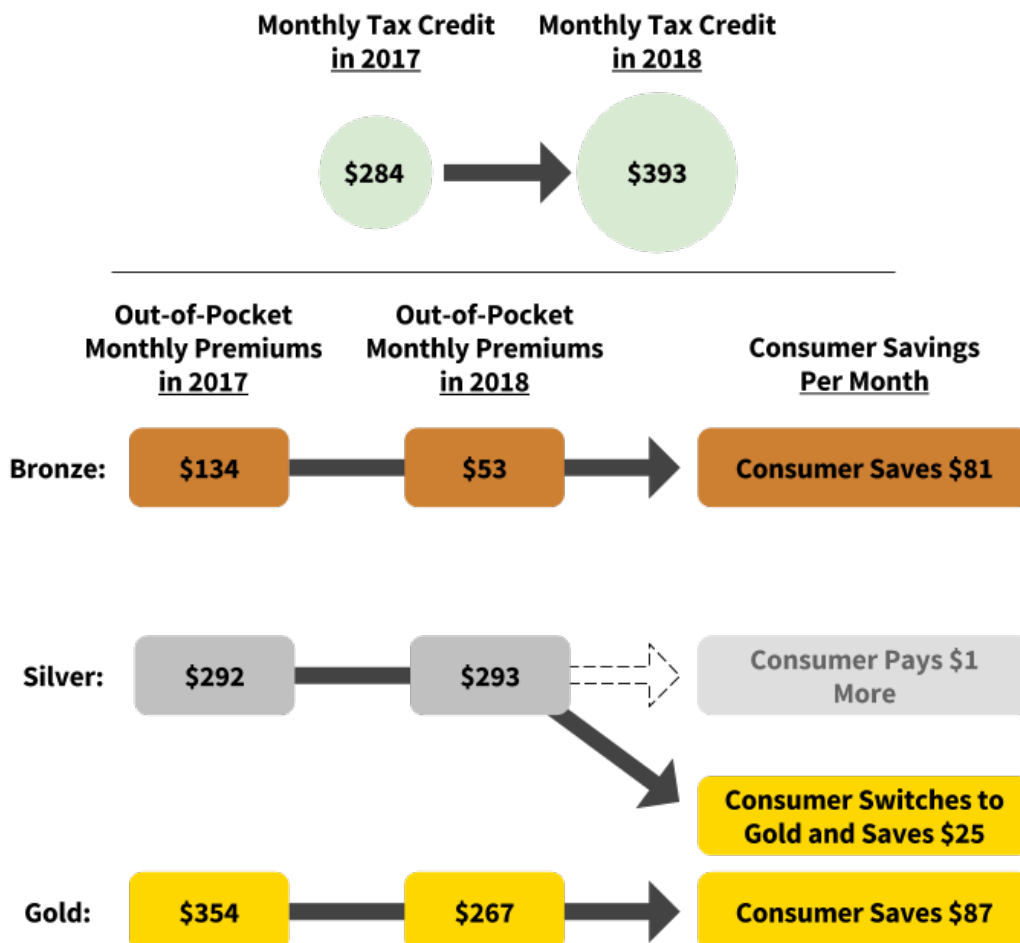 Monthly Tax Credit
in 2017
Monthly Tax Credit
in 2018
$284
$393
Out-of-Pocket
Monthly Premiums
in 2017
Out-of-Pocket
Monthly Premiums
in 2018
Consumer Savings
Per Month
Bronze:
$134
$53
Consumer Saves $81
Silver:
$292
$293
Consumer Pays $1
More
Consumer Switches to
Gold and Saves $25
Gold:
$354
$267
Consumer Saves $87